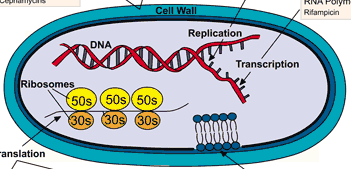 Cephamycins
RNA Polym
Rifampicin
Cell Wall
Replication
DNA
Transcription
Ribosomes
50s 50s 50s
30s 30s 30s
ranslation